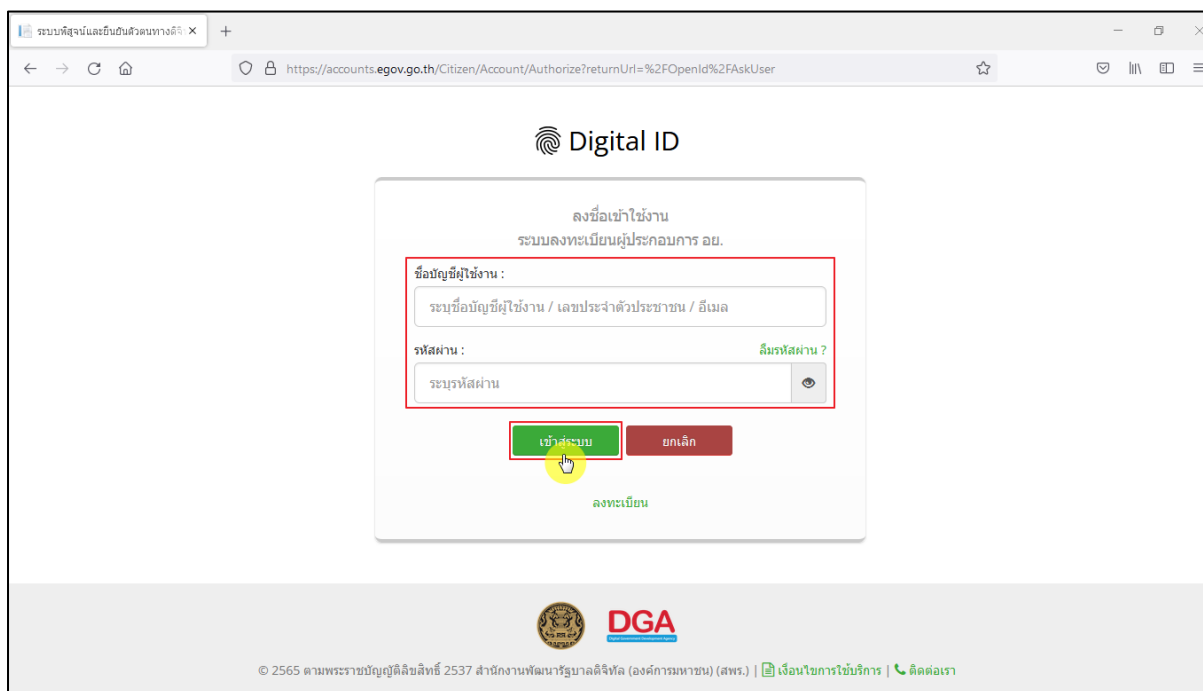 ระบบพิสูจน์และยืนยันตัวตนทางดิจิ
https://accounts.egov.go.th/Citizen/Account/Authorize?returnUrl=%2FOpenId%2FAskUser
Digital ID
ลงชื่อเข้าใช้งาน
ระบบลงทะเบียนผู้ประกอบการ อย.
ชื่อบัญชีผู้ใช้งาน :
ระบุชื่อบัญชีผู้ใช้งาน / เลขประจำตัวประชาชน / อีเมล
รหัสผ่าน : ลืมรหัสผ่าน ?
ระบุรหัสผ่าน
เข้าสู่ระบบ ยกเลิก
ลงทะเบียน
DGA
Digital Government Development Agency
© 2565 ตามพระราชบัญญัติลิขสิทธิ์ 2537 สำนักงานพัฒนารัฐบาลดิจิทัล (องค์การมหาชน) (สพร.) | เงื่อนไขการใช้บริการ | ติดต่อเรา